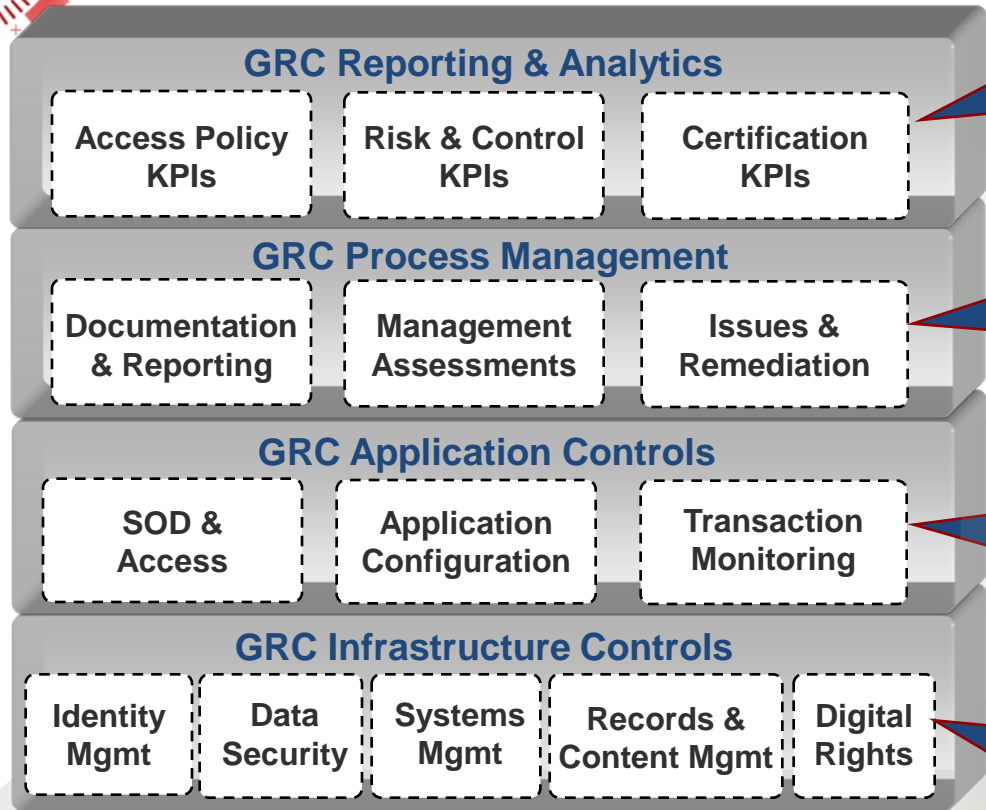 GRC Reporting & Analytics
Access Policy
KPIs
Risk & Control
KPIs
Certification
KPIs
GRC Process Management
Documentation
& Reporting
Management
Assessments
Issues &
Remediation
GRC Application Controls
SOD &
Access
Application
Configuration
Transaction
Monitoring
GRC Infrastructure Controls
Identity
Mgmt
Data
Security
Systems
Mgmt
Records &
Content Mgmt
Digital
Rights